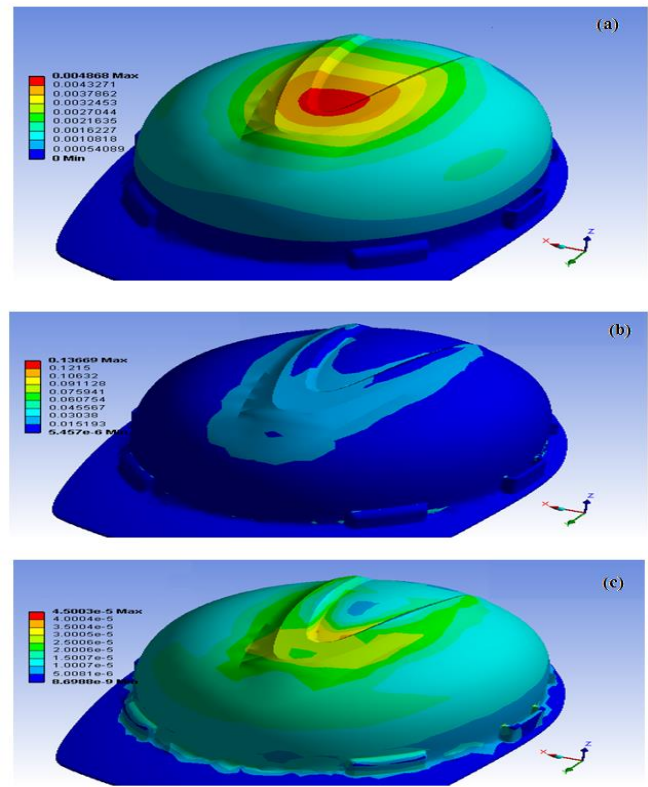 (a)
0.004868 Max
0.0043271
0.0037862
0.0032453
0.0027044
0.0021635
0.0016227
0.0010818
0.00054089
0 Min
X
Y
Z
(b)
0.13669 Max
0.1215
0.10632
0.091128
0.075941
0.060754
0.045567
0.03038
0.015193
5.457e-6 Min
X
Y
Z
(c)
4.5003e-5 Max
4.0004e-5
3.5004e-5
3.0005e-5
2.5006e-5
2.0006e-5
1.5007e-5
1.0007e-5
5.0081e-6
8.6988e-9 Min
X
Y
Z